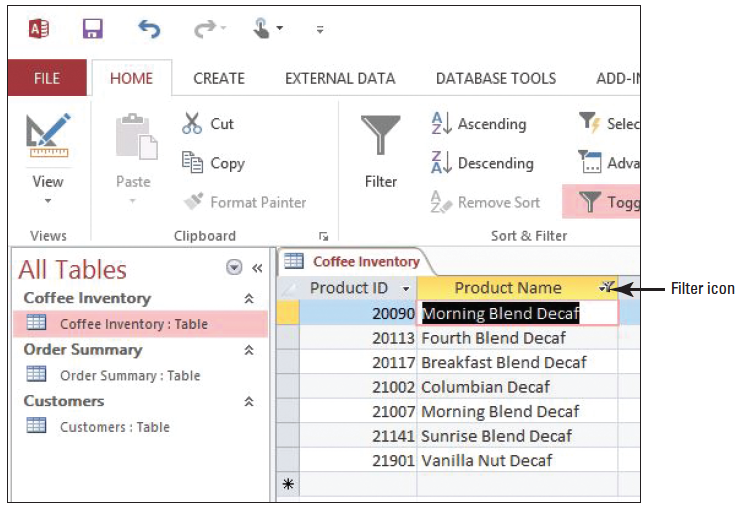 FILE HOME CREATE EXTERNAL DATA DATABASE TOOLS ADD-IN
View
Paste
Cut
Copy
Format Painter
Filter
Ascending
Descending
Remove Sort
Selec
Adva
Togg
Views Clipboard Sort & Filter
All Tables
Coffee Inventory
Coffee Inventory : Table
Order Summary
Order Summary : Table
Customers
Customers : Table
Coffee Inventory
Product ID Product Name
20090 Morning Blend Decaf
20113 Fourth Blend Decaf
20117 Breakfast Blend Decaf
21002 Columbian Decaf
21007 Morning Blend Decaf
21141 Sunrise Blend Decaf
21901 Vanilla Nut Decaf
Filter icon